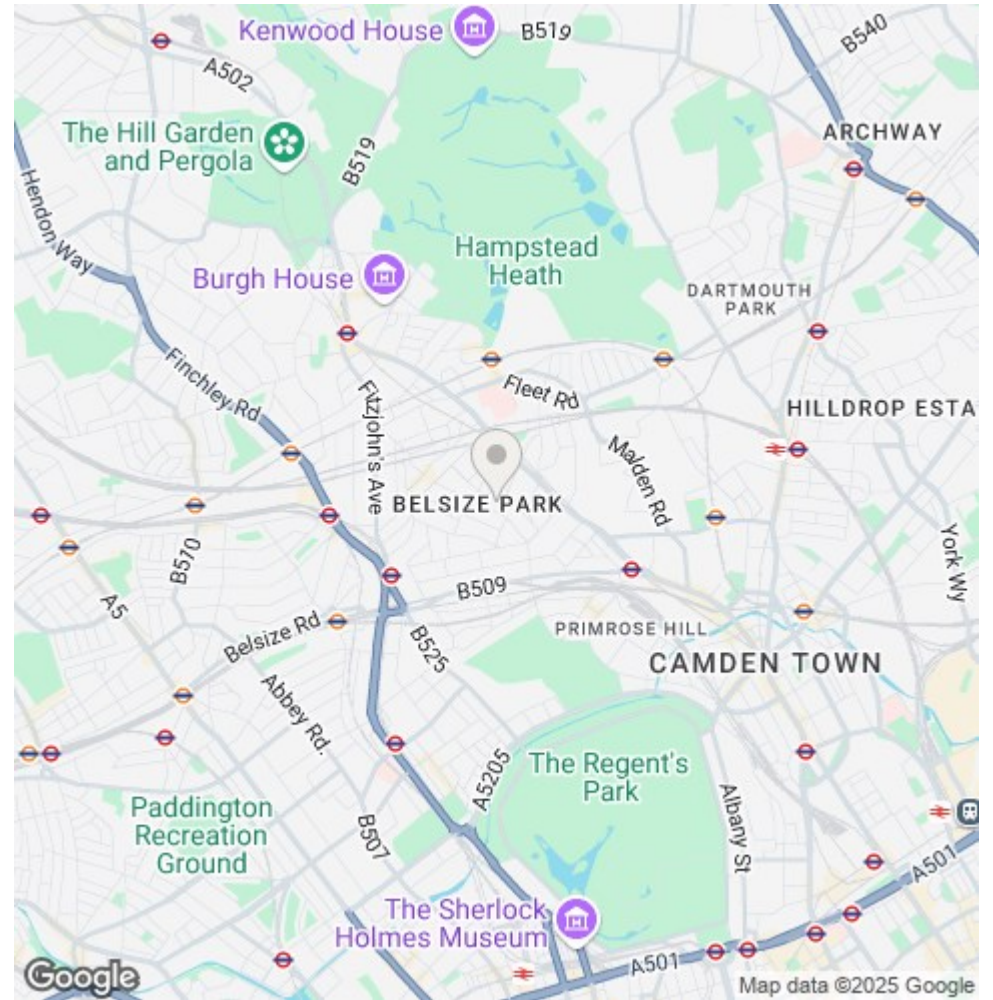 Kenwood House
B519
B540
A502
The Hill Garden
and Pergola
B519
ARCHWAY
Hendon Way
Hampstead
Heath
Burgh House
DARTMOUTH
PARK
Finchley Rd
Fitzjohn's Ave
Fleet Rd
HILLDROP ESTA
Malden Rd
BELSIZE PARK
York Wy
B570
B509
A5
Belsize Rd
B525
PRIMROSE HILL
CAMDEN TOWN
Abbey Rd.
A5205
The Regent's
Park
Albany St
Paddington
Recreation
Ground
B507
A501
The Sherlock
Holmes Museum
A501
Google
Map data ©2025 Google